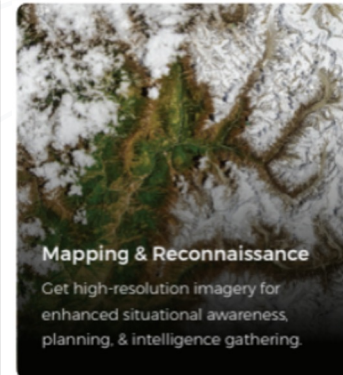 Mapping & Reconnaissance
Get high-resolution imagery for
enhanced situational awareness,
planning, & intelligence gathering.